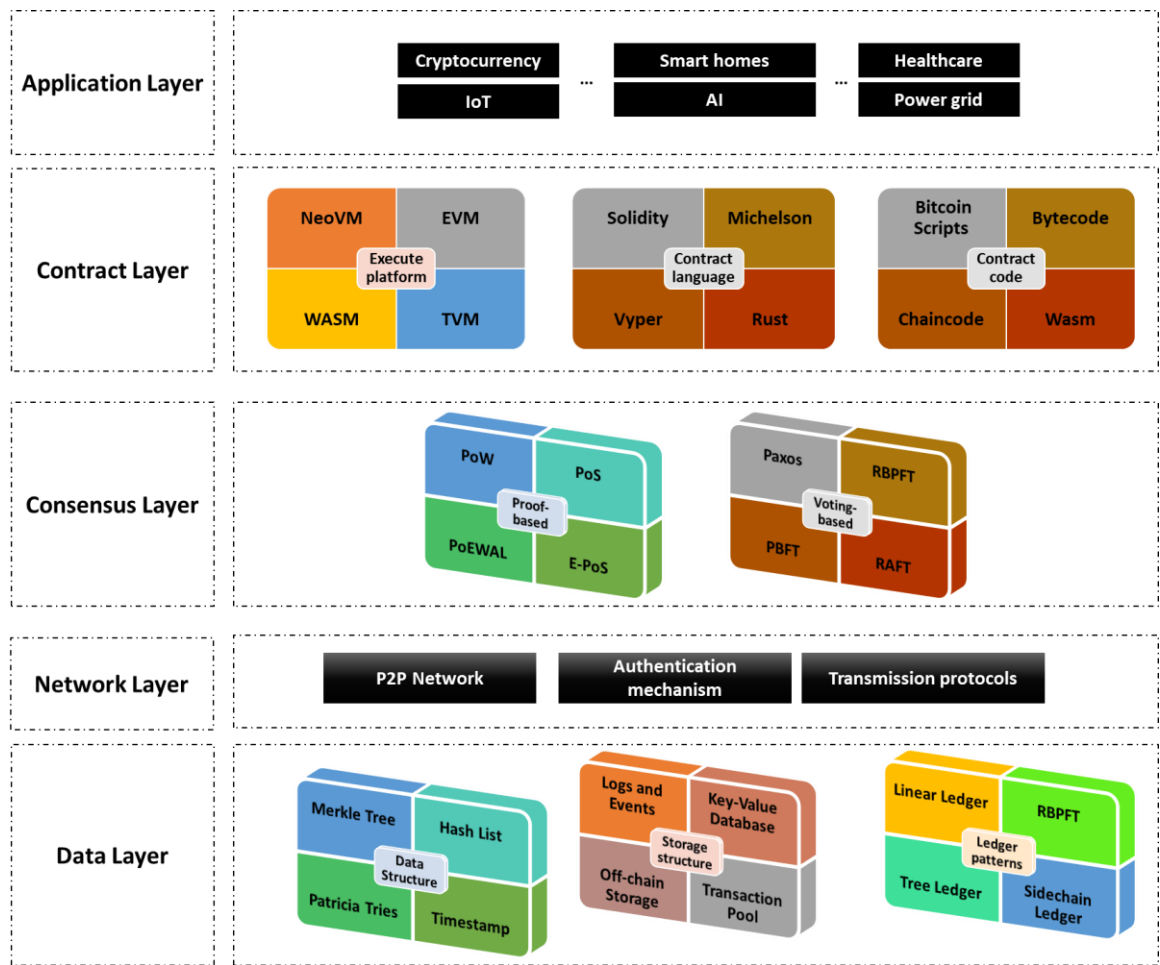 Application Layer
Cryptocurrency
...
Smart homes
...
Healthcare
IoT
AI
Power grid
Contract Layer
NeoVM
EVM
Execute
platform
WASM
TVM
Solidity
Michelson
Contract
language
Vyper
Rust
Bitcoin
Scripts
Bytecode
Contract
code
Chaincode
Wasm
Consensus Layer
PoW
PoS
Proof-
based
PoEWAL
E-PoS
Paxos
RBPFT
Voting-
based
PBFT
RAFT
Network Layer
P2P Network
Authentication
mechanism
Transmission protocols
Data Layer
Merkle Tree
Hash List
Data
Structure
Patricia Tries
Timestamp
Logs and
Events
Key-Value
Database
Storage
structure
Off-chain
Storage
Transaction
Pool
Linear Ledger
RBPFT
Ledger
patterns
Tree Ledger
Sidechain
Ledger